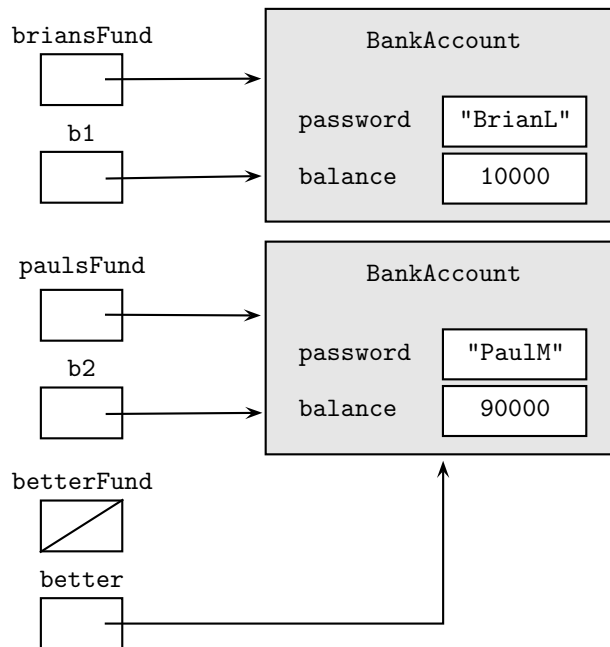 briansFund
BankAccount
password "BrianL"
b1
balance 10000
paulsFund
BankAccount
password "PaulM"
b2
balance 90000
betterFund
better